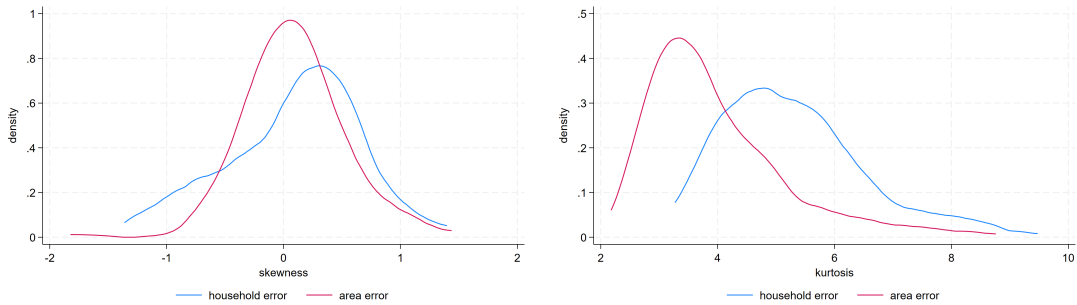 density
1
.8
.6
.4
.2
0
-2 -1 0 1 2
skewness
household error area error
density
.5
.4
.3
.2
.1
0
2 4 6 8 10
kurtosis
household error area error